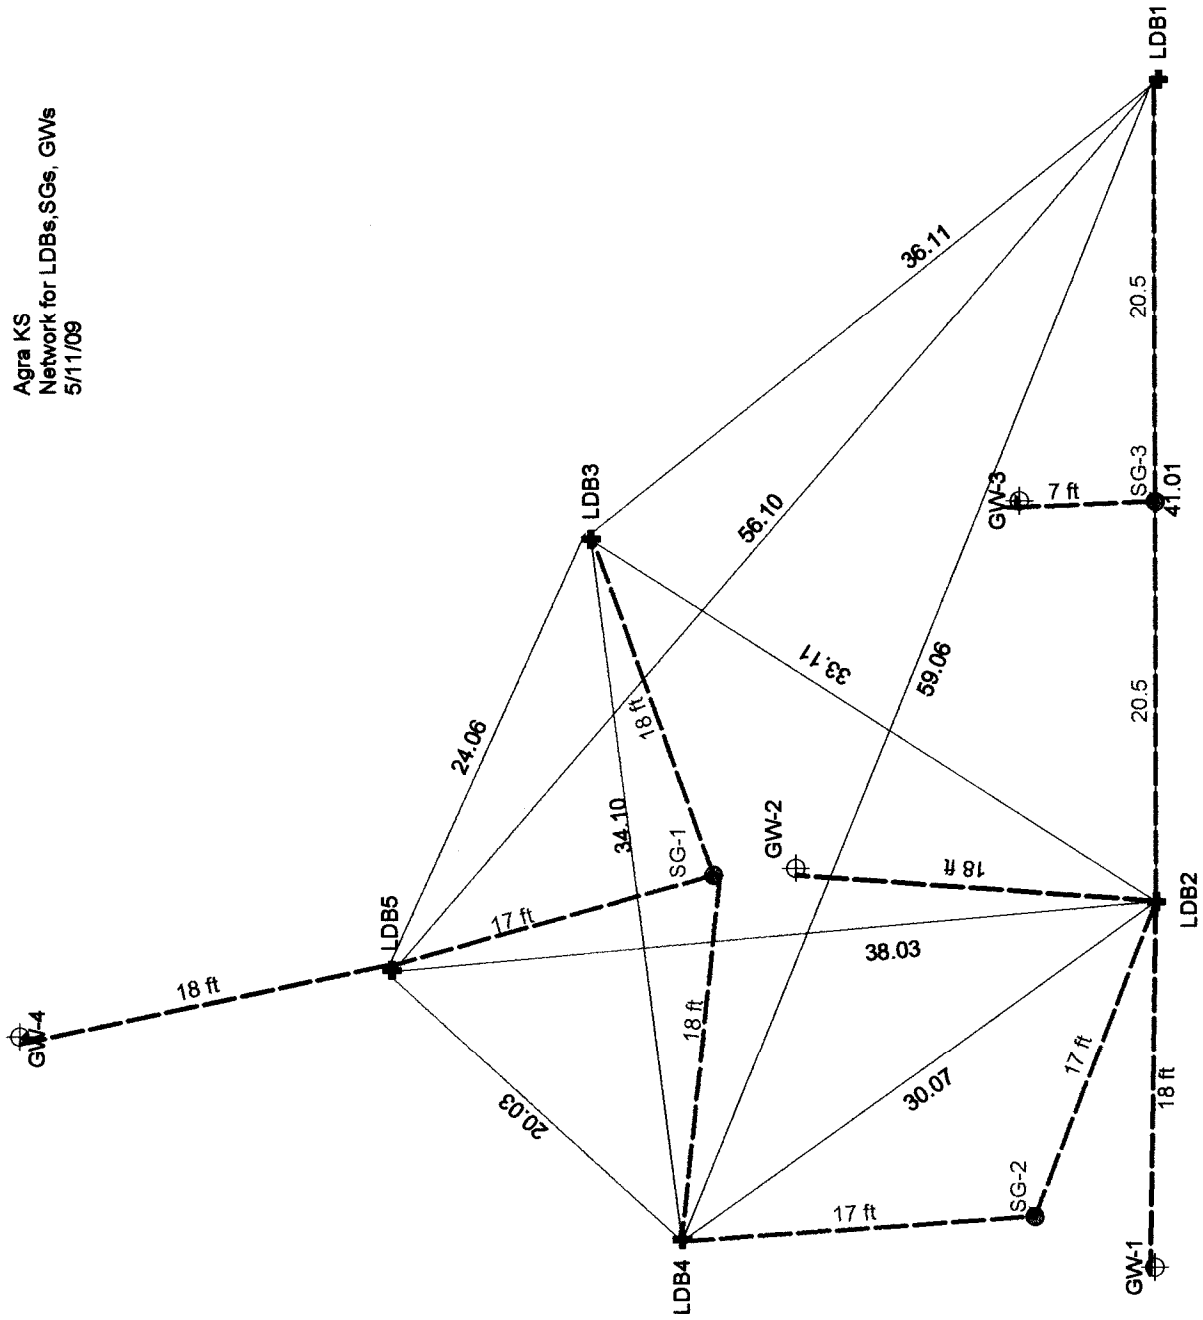 Agra KS
Network for LDBs,SGs, GWs
5/11/09
LDB1
36.11
20.5
LDB3
56.10
GW-3
7 ft
SG-3
41.01
59.06
33.11
20.5
24.06
18 ft
34.10
SG-1
GW-2
18 ft
LDB2
LDB5
17 ft
38.03
18 ft
GW-4
18 ft
20.03
30.07
17 ft
18 ft
17 ft
SG-2
LDB4
GW-1